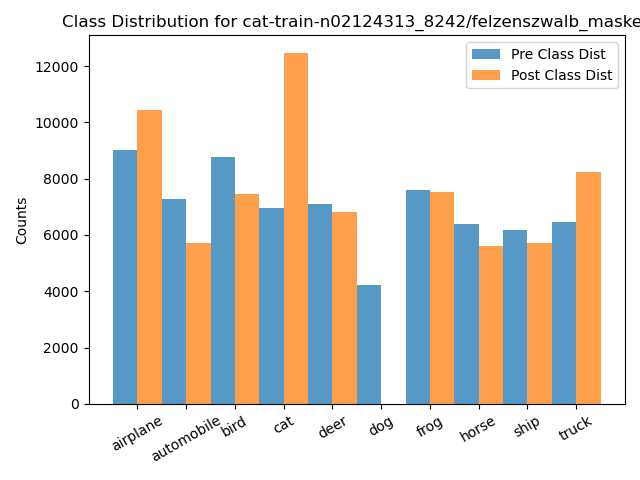 Class Distribution for cat-train-n02124313_8242/felzenszwalb_maske
Pre Class Dist
Post Class Dist
Counts
12000
10000
8000
6000
4000
2000
0
airplane
automobile
bird
cat
deer
dog
frog
horse
ship
truck